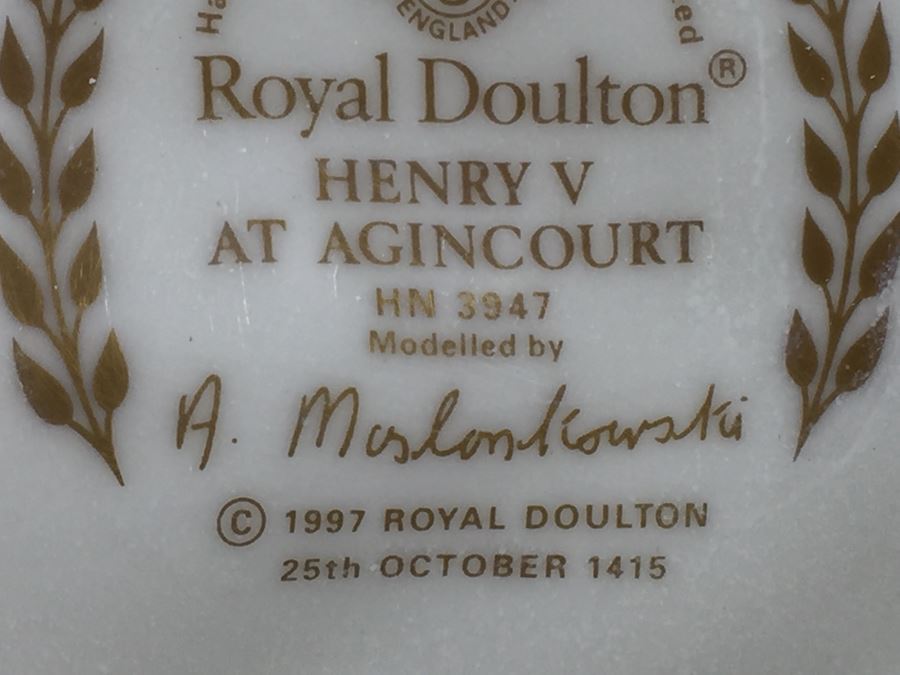 ENGLAND
Royal Doulton®
HENRY V
AT AGINCOURT
HN 3947
Modelled by
A. Maslankowski
© 1997 ROYAL DOULTON
25th OCTOBER 1415